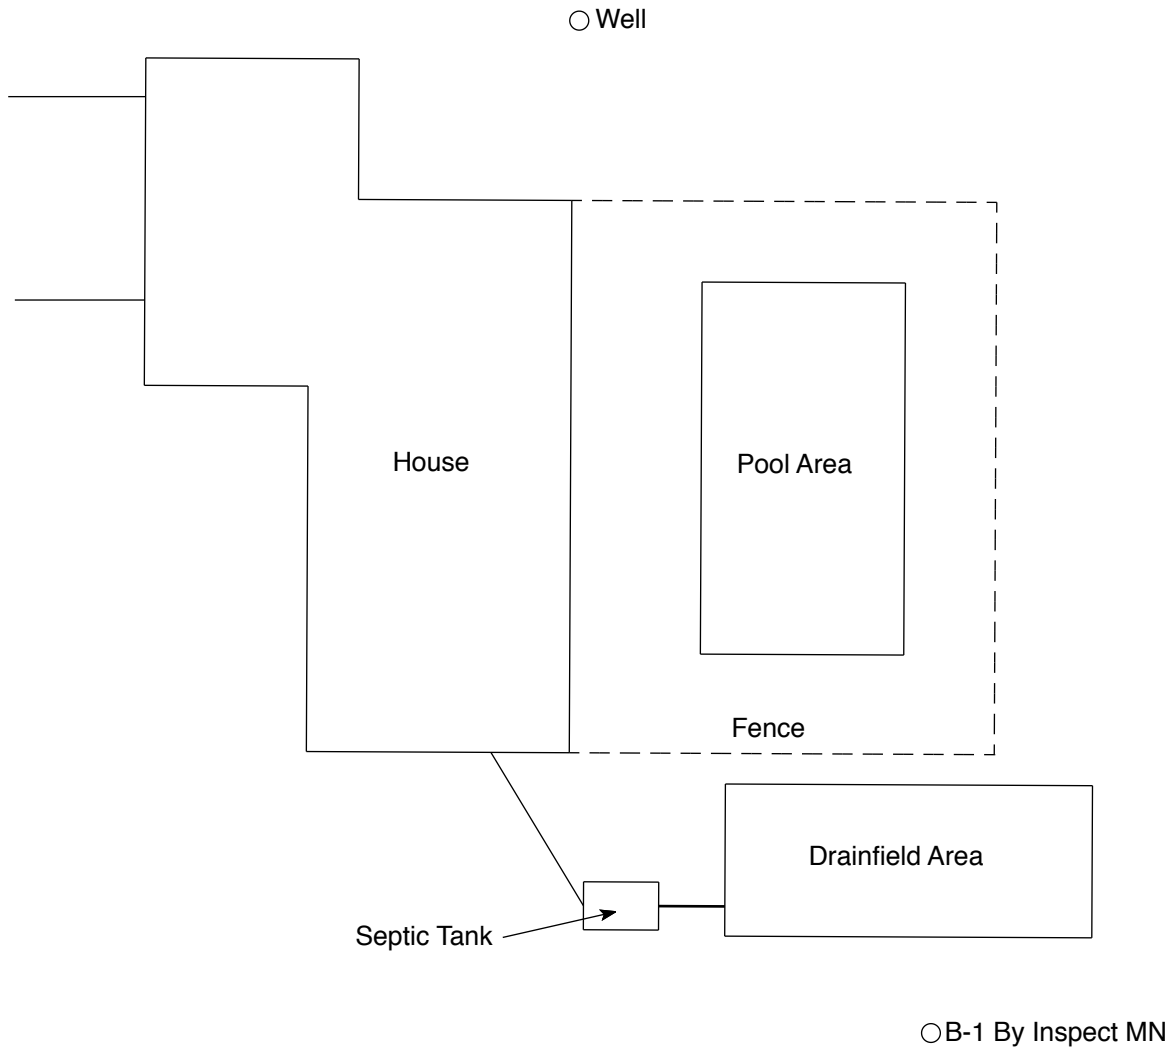 Well
House
Pool Area
Fence
Drainfield Area
Septic Tank
B-1 By Inspect MN